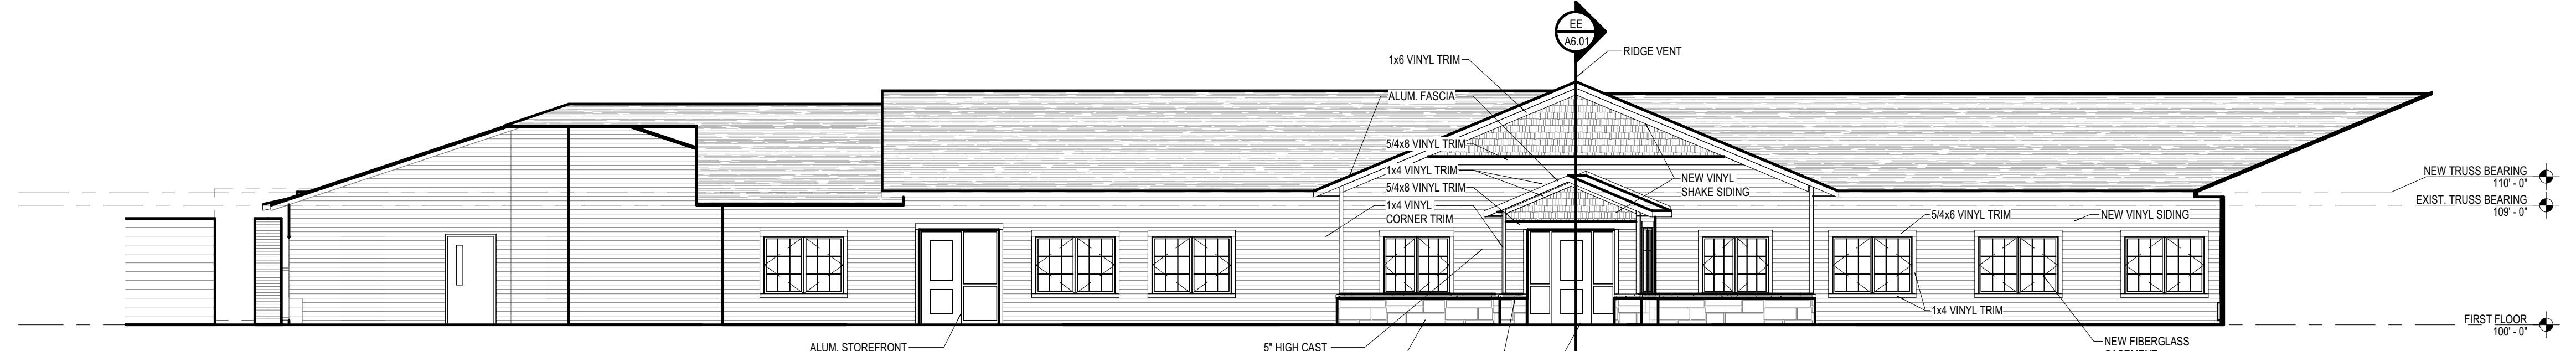 EE
A6.01
RIDGE VENT
1x6 VINYL TRIM
ALUM. FASCIA
5/4x8 VINYL TRIM
1x4 VINYL TRIM
5/4x8 VINYL TRIM
1x4 VINYL
CORNER TRIM
NEW VINYL
SHAKE SIDING
5/4x6 VINYL TRIM
NEW VINYL SIDING
NEW TRUSS BEARING
110' - 0"
EXIST. TRUSS BEARING
109' - 0"
1x4 VINYL TRIM
FIRST FLOOR
100' - 0"
ALUM. STOREFRONT
5" HIGH CAST
NEW FIBERGLASS